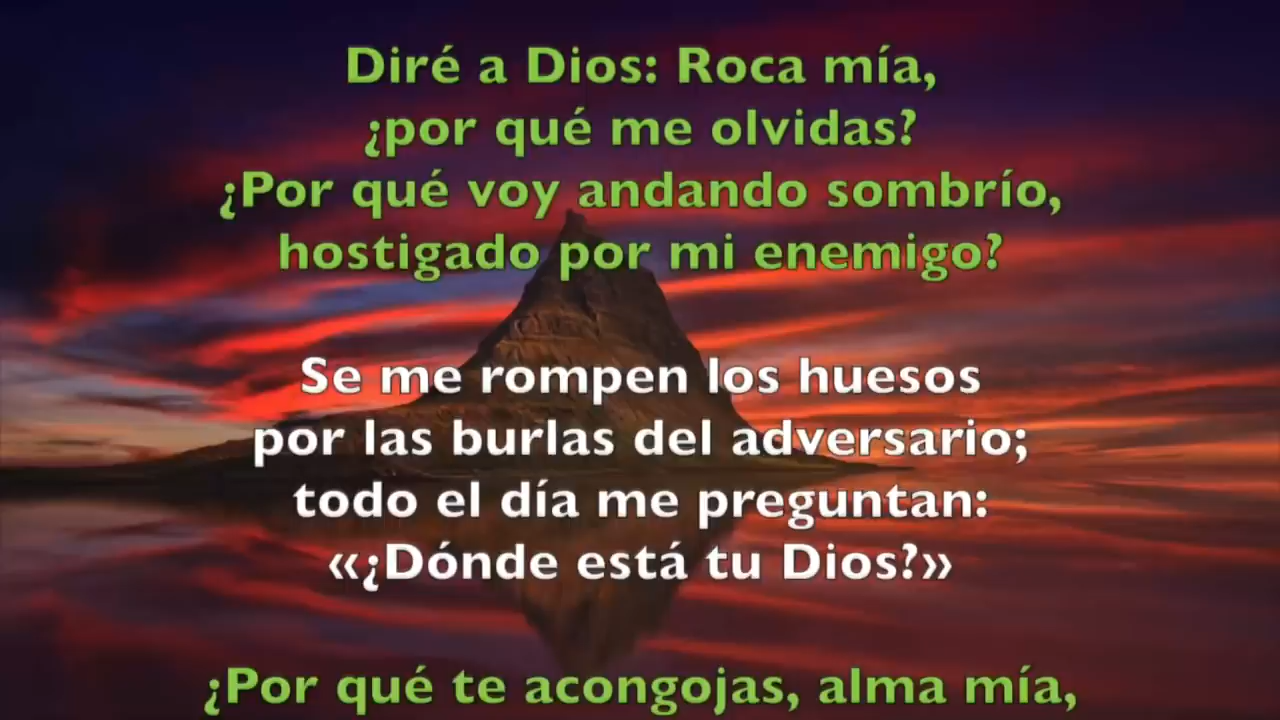 Diré a Dios: Roca mía,
¿por qué me olvidas?
¿Por qué voy andando sombrío,
hostigado por mi enemigo?
Se me rompen los huesos
por las burlas del adversario;
todo el día me preguntan:
«¿Dónde está tu Dios?»
¿Por qué te acongojas, alma mía,